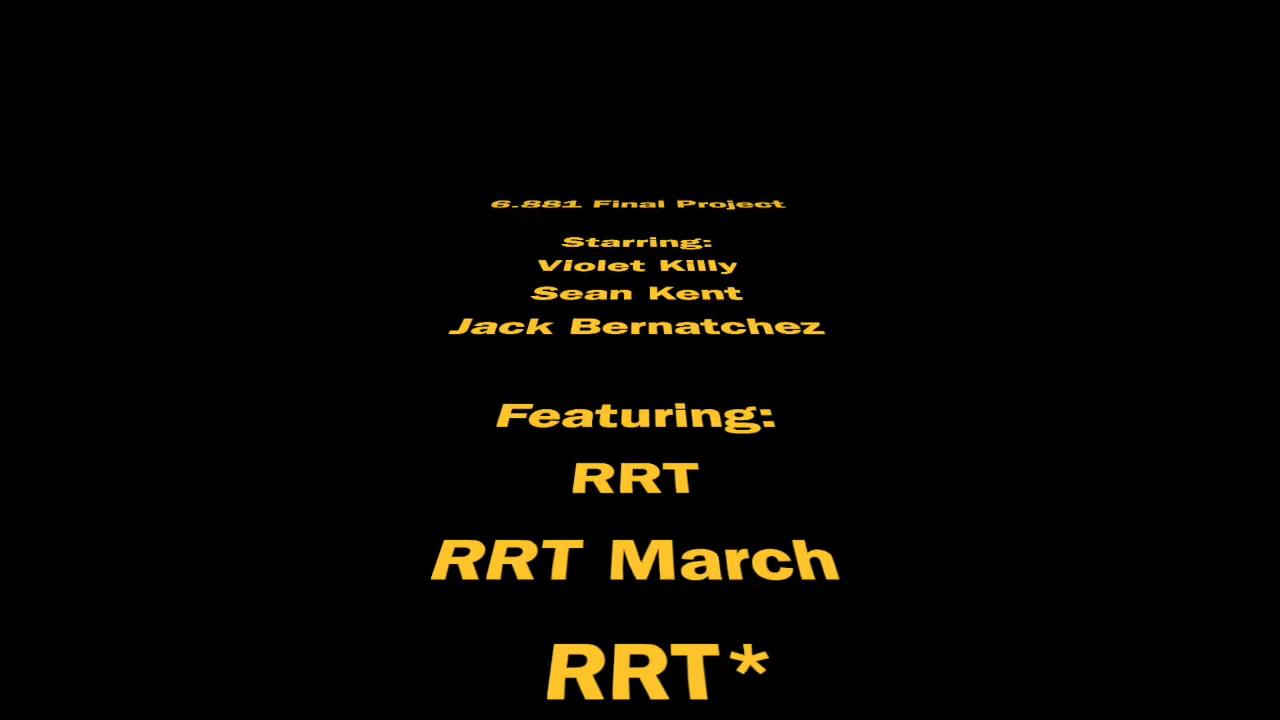 6.881 Final Project
Starring:
Violet Killy
Sean Kent
Jack Bernatchez
Featuring:
RRT
RRT March
RRT*